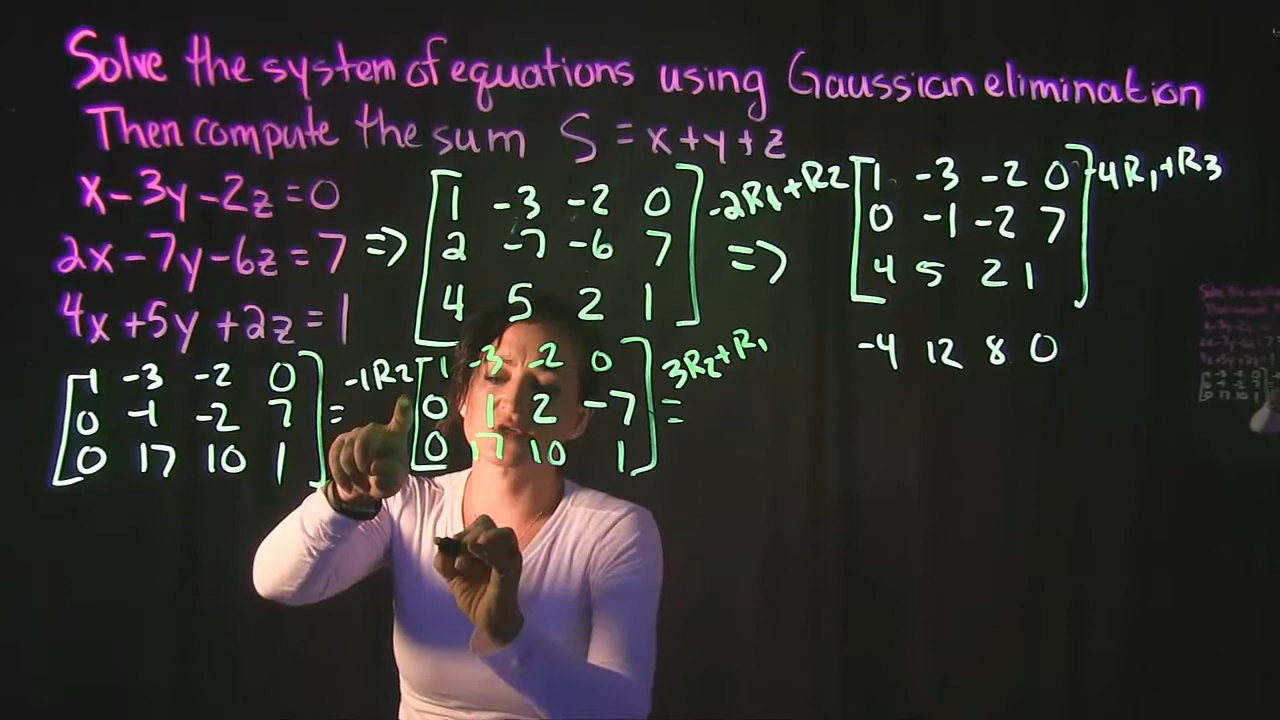 Solve the system of equations using Gaussian elimination
Then compute the sum S = x+y+z
x-3y-2z=0
2x-7y-6z=7
4x+5y+2z=1
=> [1 -3 -2 0
2 -7 -6 7
4 5 2 1] -2R1+R2 =>
[1 -3 -2 0
0 -1 -2 7
4 5 2 1] -4R1+R3
-4 12 8 0
[1 -3 -2 0
0 -1 -2 7
0 17 10 1] -1R2 =
[1 -3 -2 0
0 1 2 -7
0 17 10 1] 3R2+R1 =